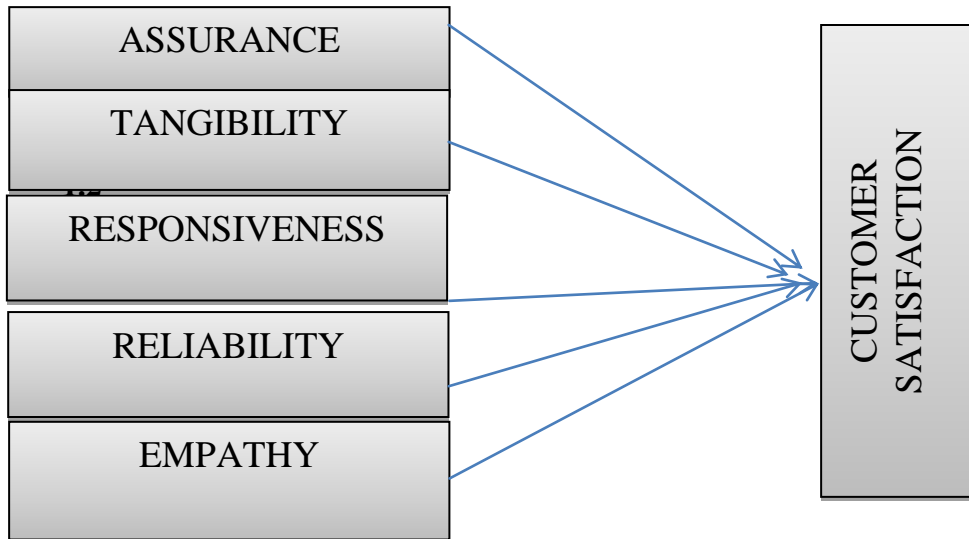 ASSURANCE
TANGIBILITY
RESPONSIVENESS
RELIABILITY
EMPATHY
CUSTOMER
SATISFACTION